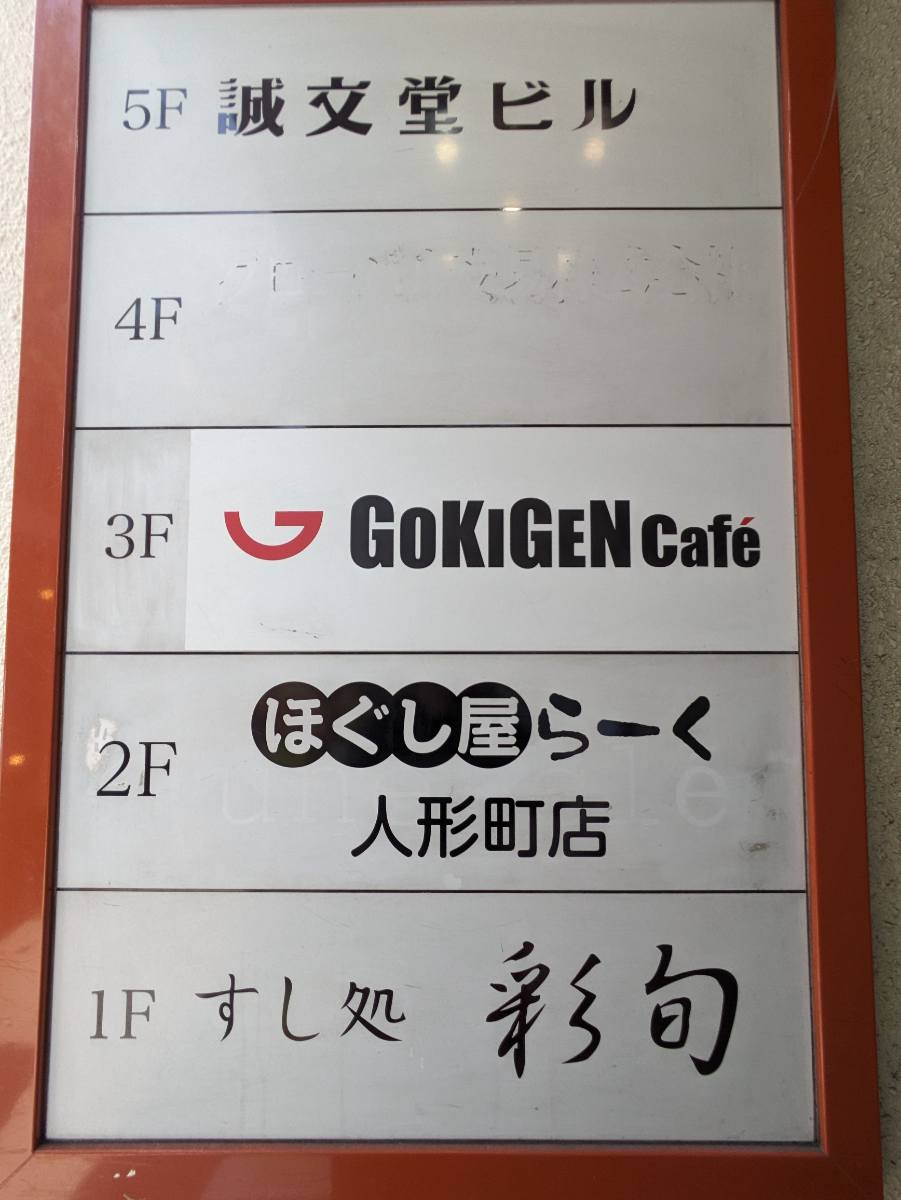 5F 誠文堂ビル
4F
3F GOKIGEN Café
2F ほぐし屋らーく
人形町店
1F すし処 彩旬